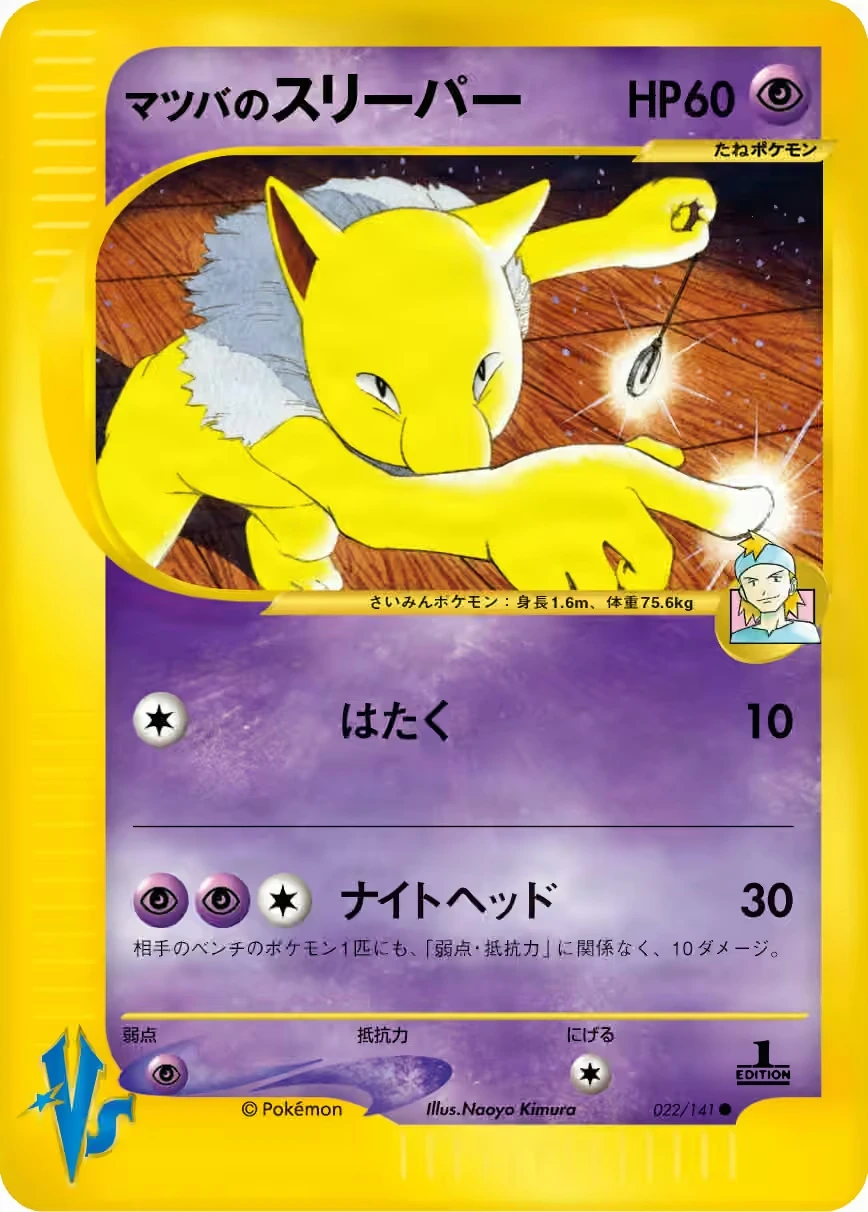 マツバのスリーパー HP60
たねポケモン
さいみんポケモン:身長1.6m、体重75.6kg
はたく 10
ナイトヘッド 30
相手のベンチのポケモン1匹にも、「弱点・抵抗力」に関係なく、10ダメージ。
弱点 抵抗力 にげる
1
EDITION
VS
© Pokémon Illus.Naoyo Kimura 022/141